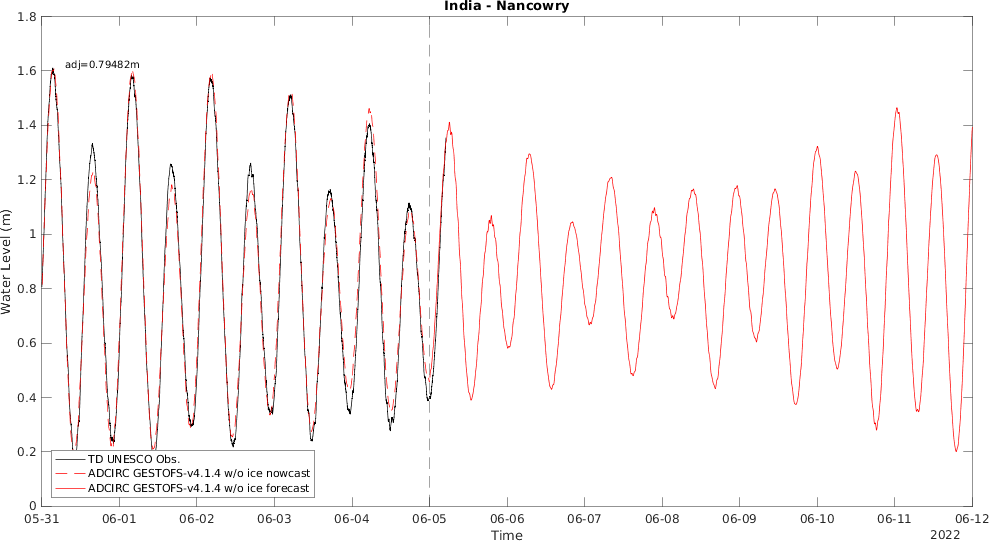 India - Nancowry
1.8
1.6
1.4
1.2
1
0.8
0.6
0.4
0.2
0
Water Level (m)
adj=0.79482m
TD UNESCO Obs.
ADCIRC GESTOFS-v4.1.4 w/o ice nowcast
ADCIRC GESTOFS-v4.1.4 w/o ice forecast
05-31 06-01 06-02 06-03 06-04 06-05 06-06 06-07 06-08 06-09 06-10 06-11 06-12
Time
2022